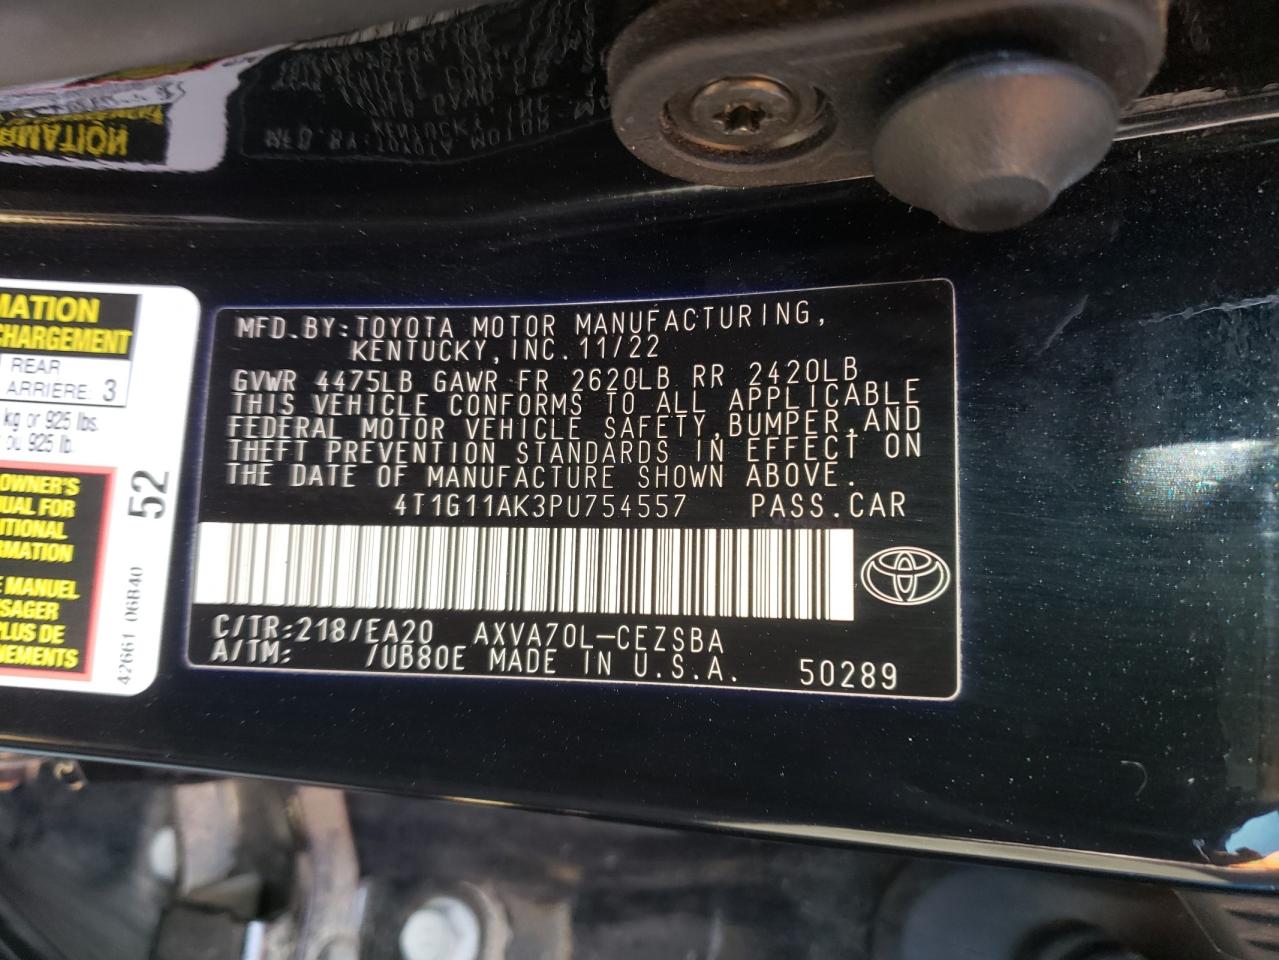 MATION
CHARGEMENT
REAR
ARRIERE: 3
kg or 925 lbs.
ou 925 lb.
OWNER'S
UAL FOR
ITIONAL
RMATION
E MANUEL
SAGER
PLUS DE
NEMENTS
52
42661 06B40
MFD.BY:TOYOTA MOTOR MANUFACTURING,
KENTUCKY,INC.11/22
GVWR 4475LB GAWR FR 2620LB RR 2420LB
THIS VEHICLE CONFORMS TO ALL APPLICABLE
FEDERAL MOTOR VEHICLE SAFETY,BUMPER,AND
THEFT PREVENTION STANDARDS IN EFFECT ON
THE DATE OF MANUFACTURE SHOWN ABOVE.
4T1G11AK3PU754557 PASS.CAR
C/TR:218/EA20 AXVA70L-CEZSBA
A/TM: /UB80E MADE IN U.S.A. 50289